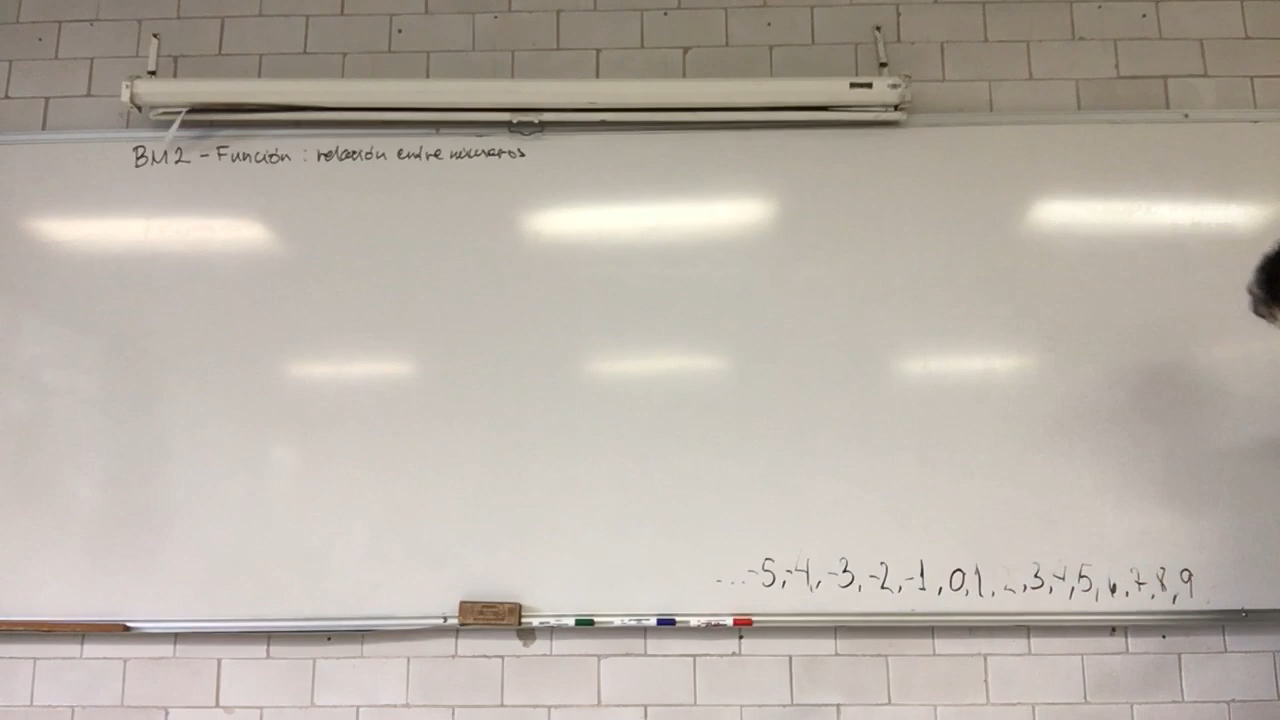 BM2 - Función : relación entre números
...-5,-4,-3,-2,-1,0,1,2,3,4,5,6,7,8,9